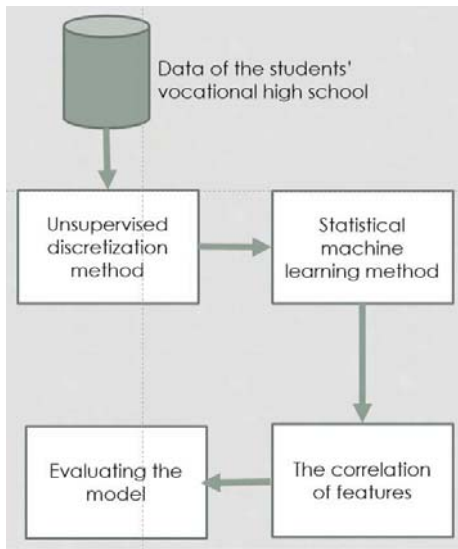 Data of the students'
vocational high school
Unsupervised
discretization
method
Statistical
machine
learning method
The correlation
of features
Evaluating the
model